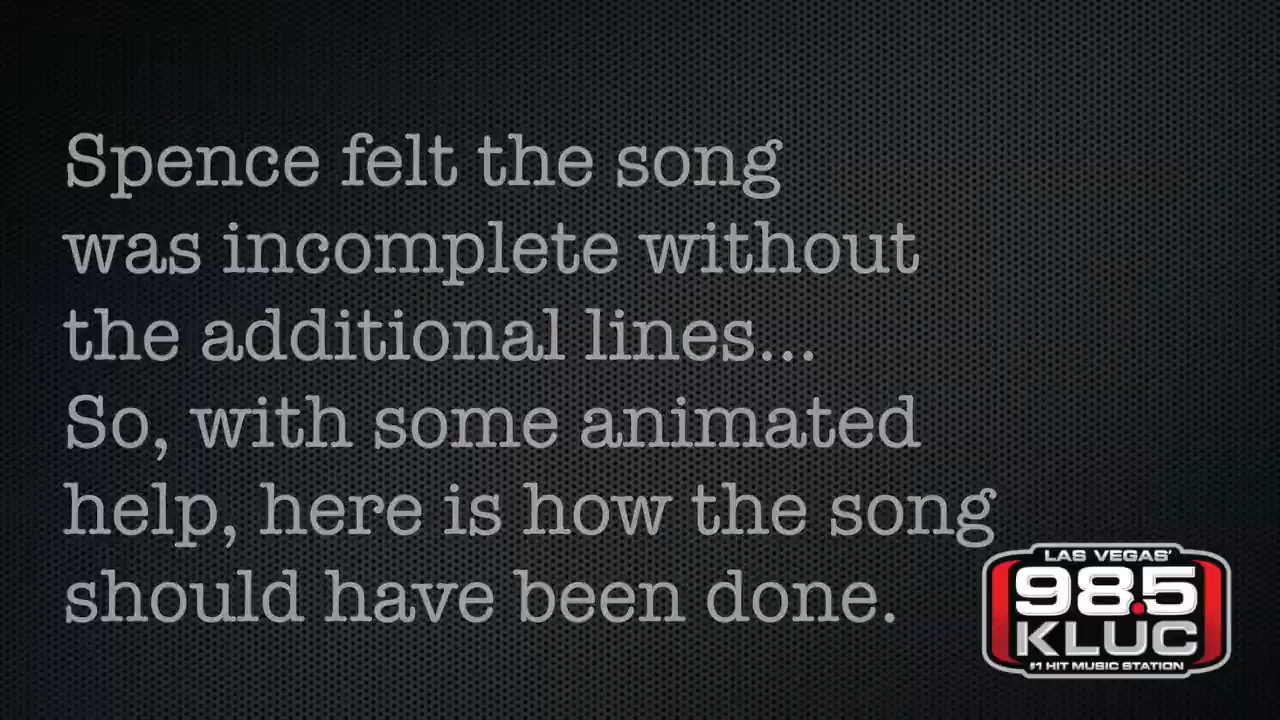 Spence felt the song
was incomplete without
the additional lines...
So, with some animated
help, here is how the song
should have been done.
LAS VEGAS'
98.5
KLUC
#1 HIT MUSIC STATION